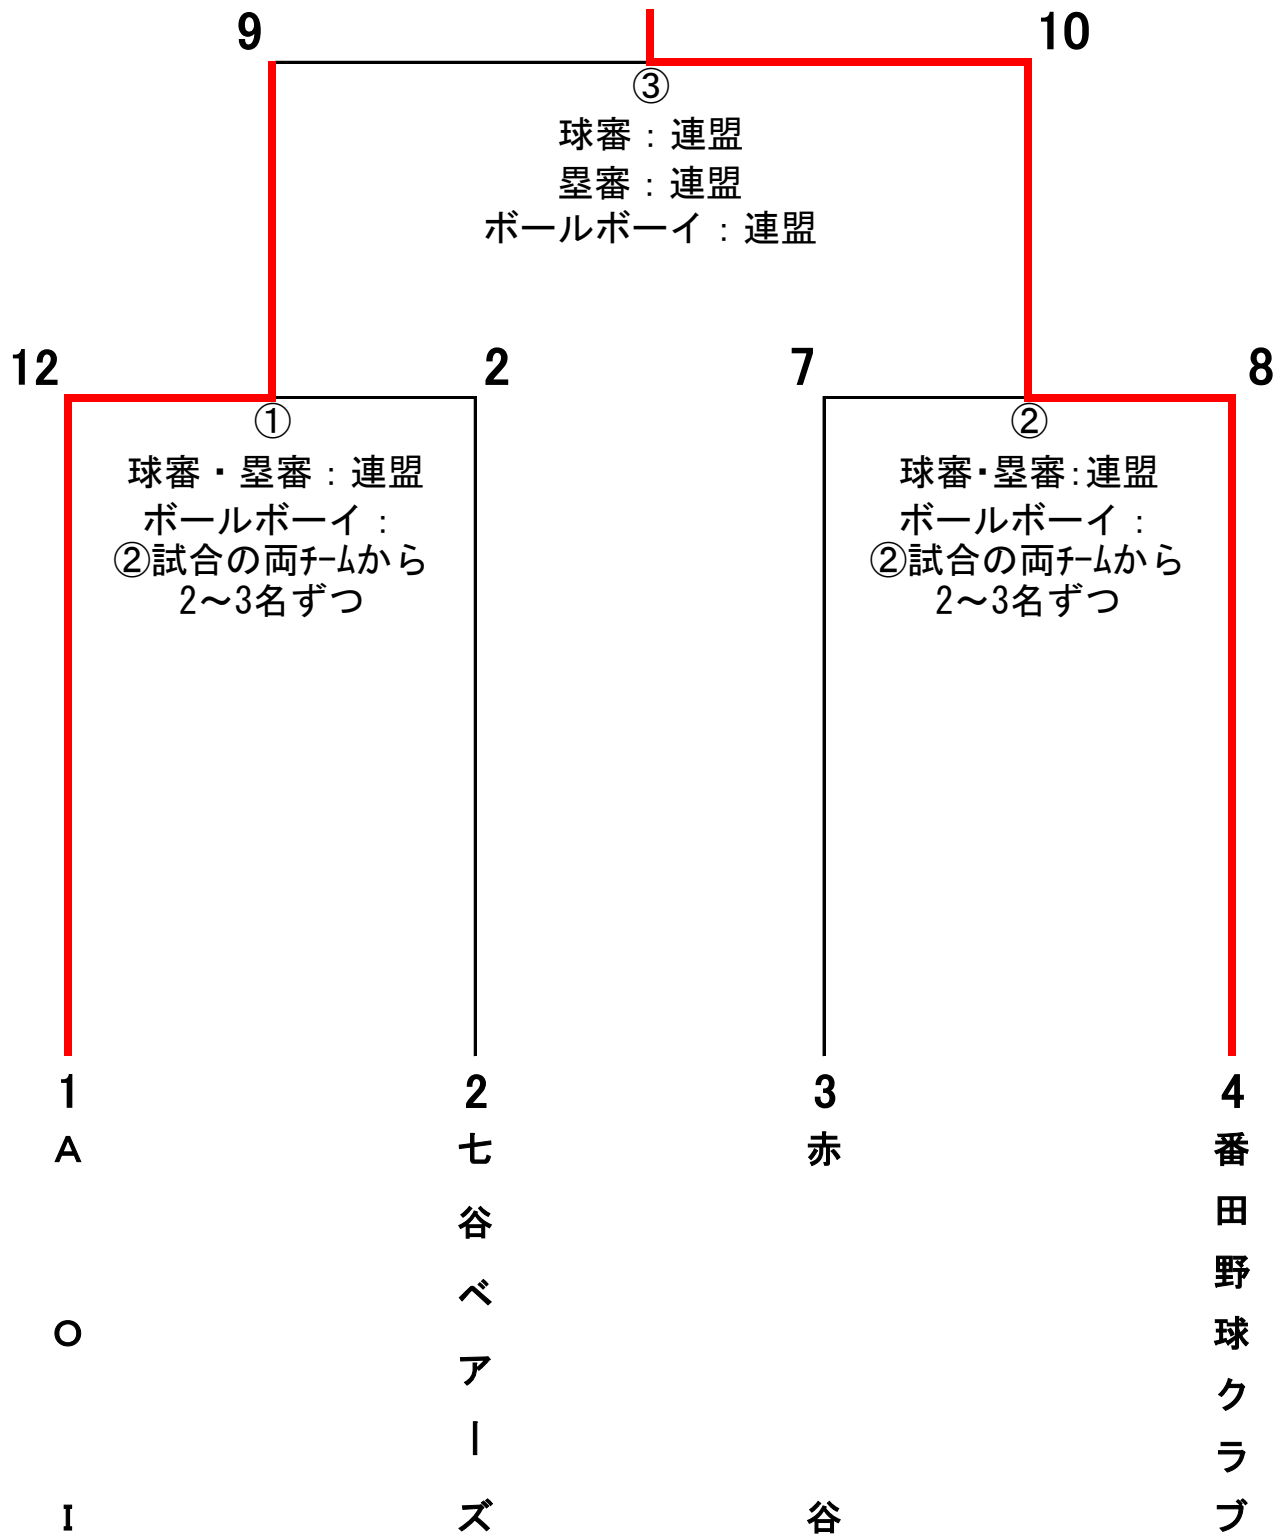 9
10
③
球審：連盟
塁審：連盟
ボールボーイ：連盟
12
2
7
8
①
球審・塁審：連盟
ボールボーイ：
②試合の両ﾁｰﾑから
2～3名ずつ
②
球審・塁審：連盟
ボールボーイ：
②試合の両ﾁｰﾑから
2～3名ずつ
1
ＡＯＩ
2
七谷ベアーズ
3
赤谷
4
番田野球クラブ